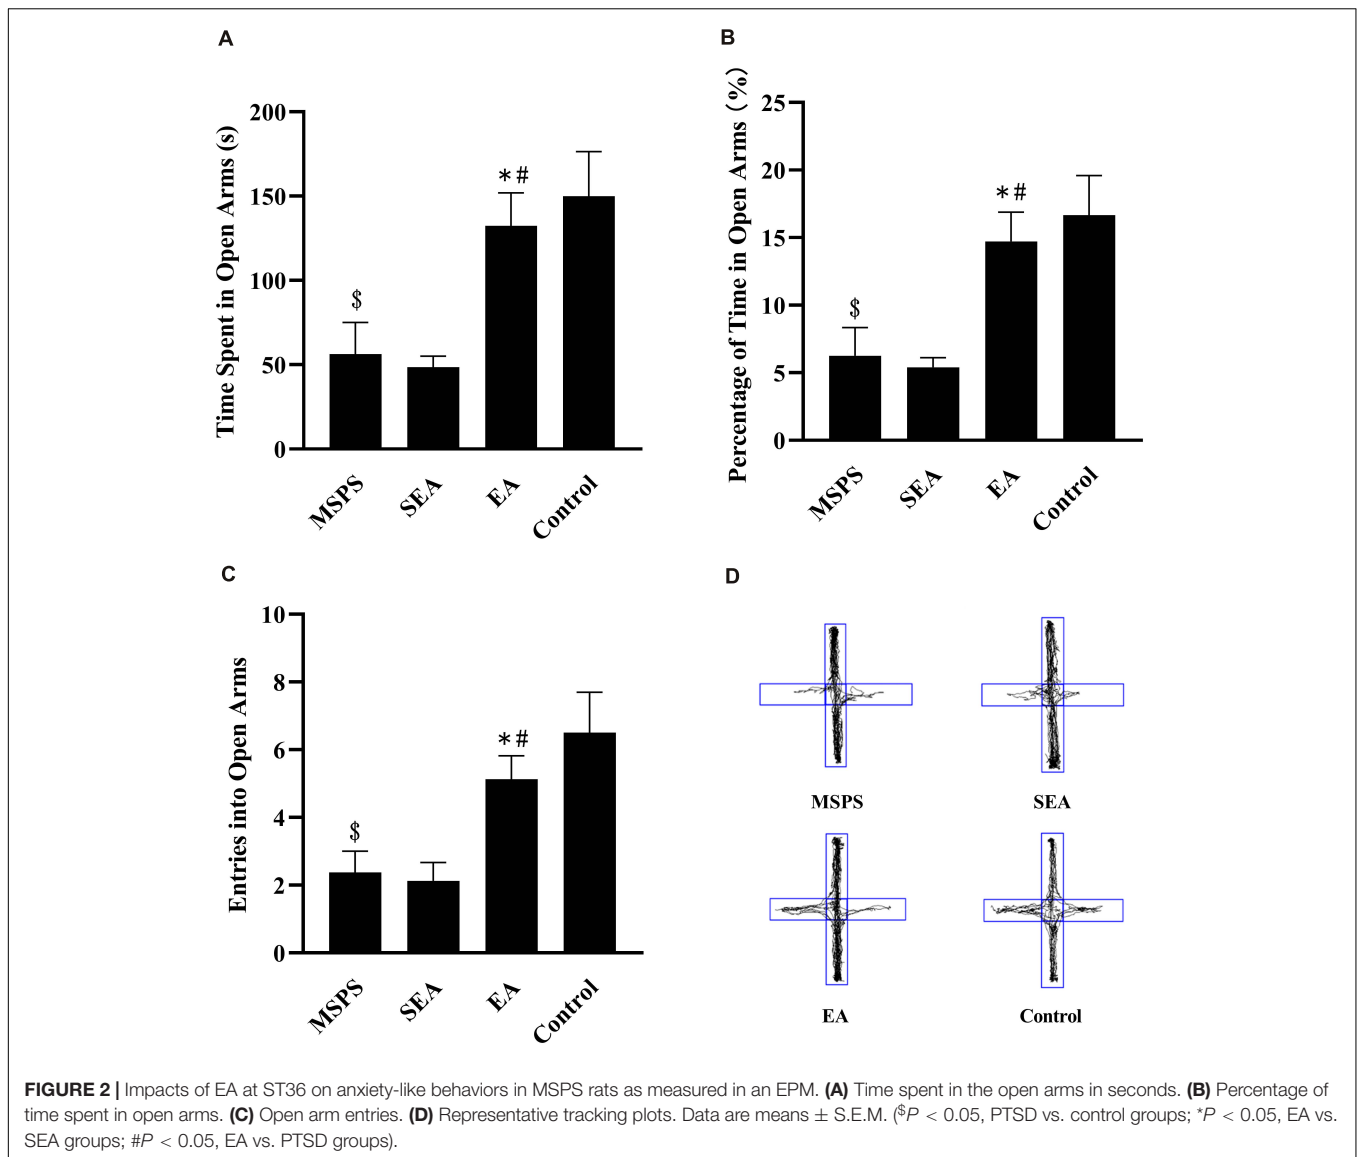 A
Time Spent in Open Arms (s)
200
150
100
50
0
$
*#
MSPS
SEA
EA
Control
B
Percentage of Time in Open Arms (%)
25
20
15
10
5
0
$
*#
MSPS
SEA
EA
Control
C
Entries into Open Arms
10
8
6
4
2
0
$
*#
MSPS
SEA
EA
Control
D
MSPS
SEA
EA
Control
FIGURE 2 | Impacts of EA at ST36 on anxiety-like behaviors in MSPS rats as measured in an EPM. (A) Time spent in the open arms in seconds. (B) Percentage of
time spent in open arms. (C) Open arm entries. (D) Representative tracking plots. Data are means ± S.E.M. ($P < 0.05, PTSD vs. control groups; *P < 0.05, EA vs.
SEA groups; #P < 0.05, EA vs. PTSD groups).